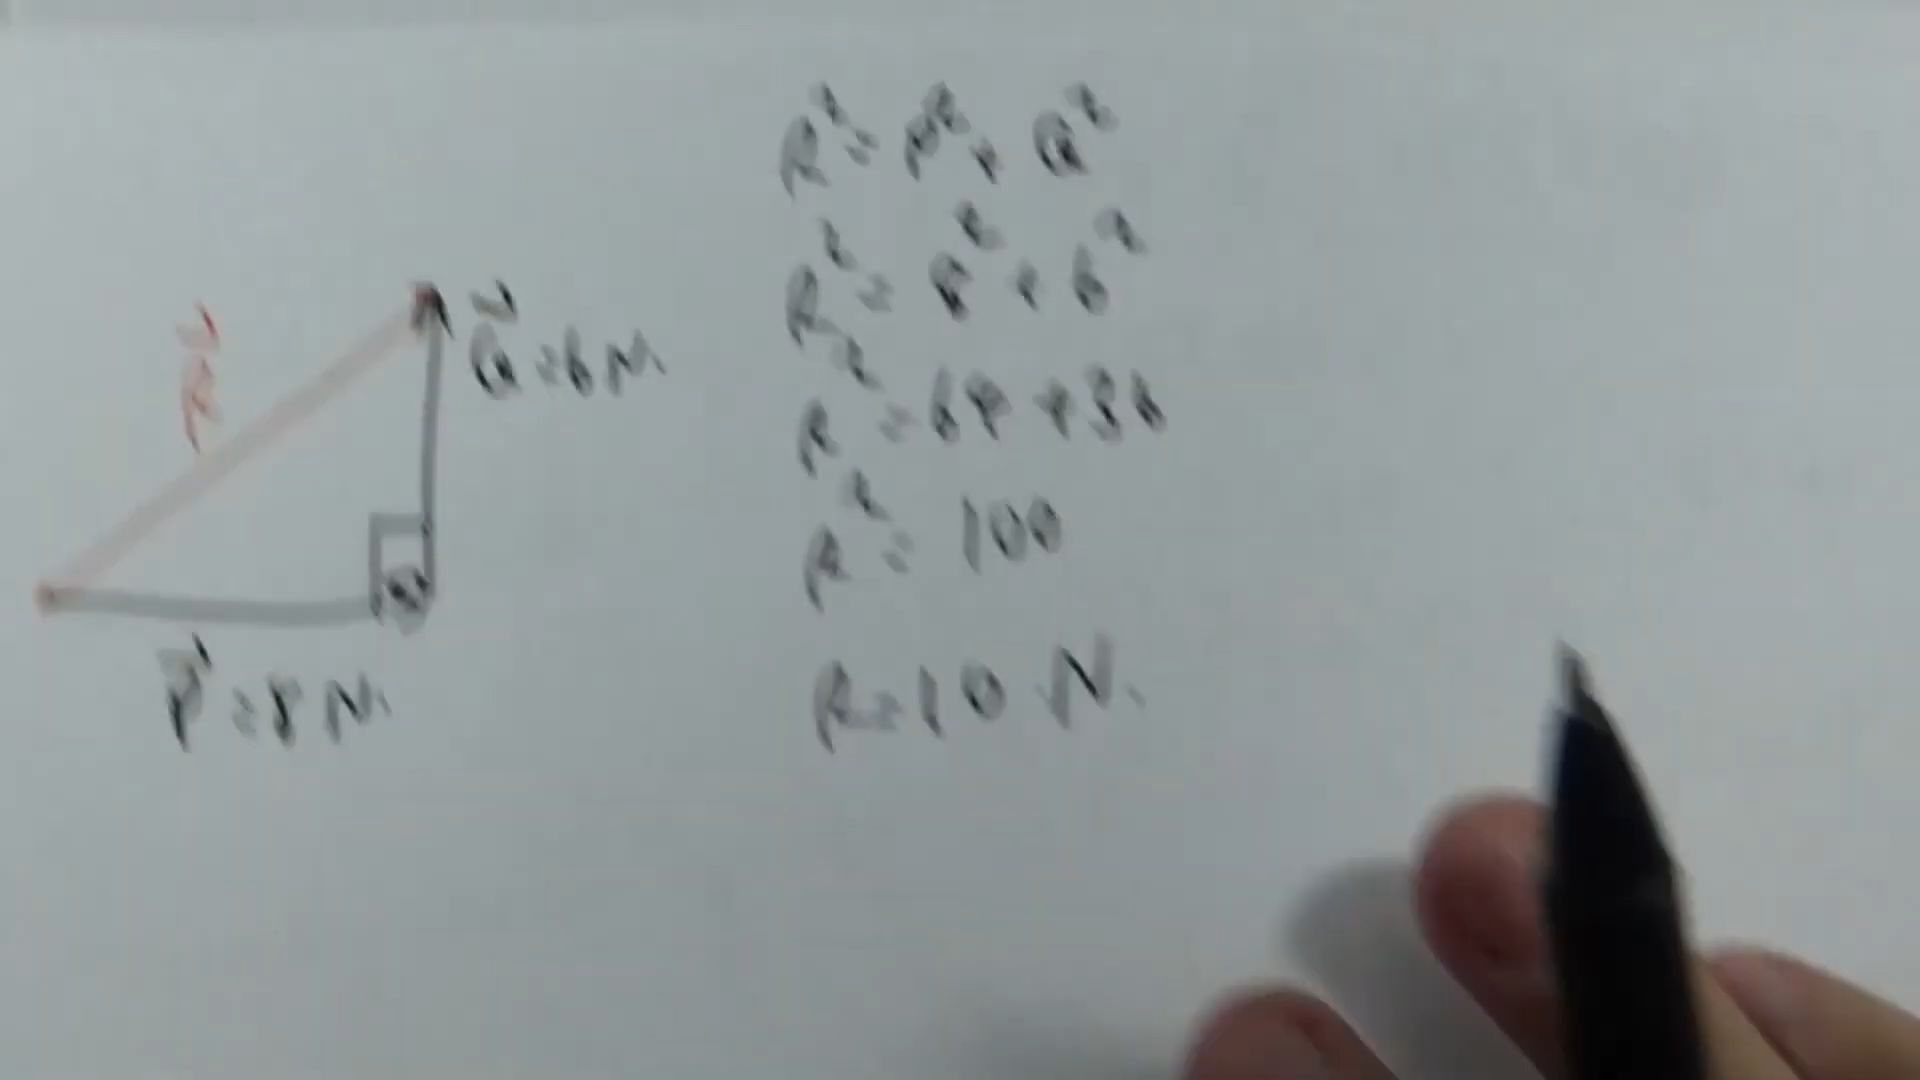 R⃗
Q⃗ = 6 N.
P⃗ = 8 N.
R² = P² + Q²
R² = 8² + 6²
R² = 64 + 36
R² = 100
R = 10 N.